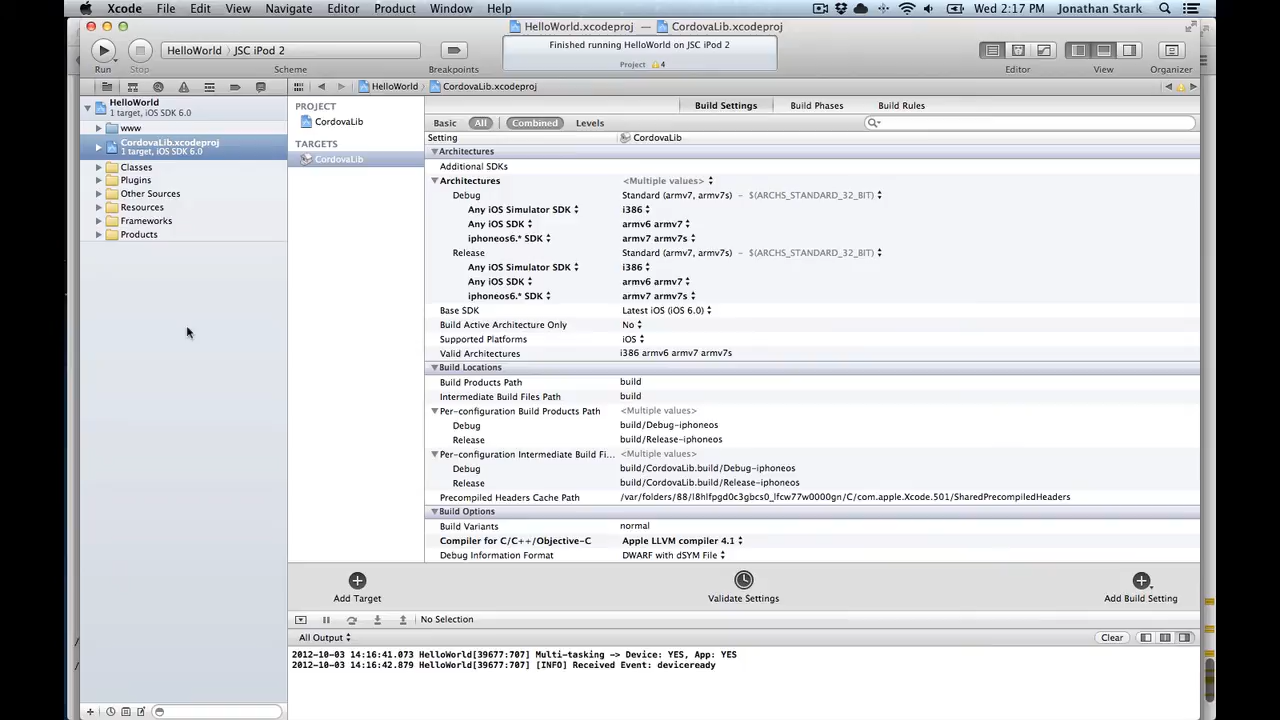 Xcode File Edit View Navigate Editor Product Window Help Wed 2:17 PM Jonathan Stark
HelloWorld.xcodeproj — CordovaLib.xcodeproj
HelloWorld JSC iPod 2
Finished running HelloWorld on JSC iPod 2
Project 4
Run Stop Scheme Breakpoints Editor View Organizer
HelloWorld CordovaLib.xcodeproj
HelloWorld
1 target, iOS SDK 6.0
www
CordovaLib.xcodeproj
1 target, iOS SDK 6.0
Classes
Plugins
Other Sources
Resources
Frameworks
Products
PROJECT
CordovaLib
TARGETS
CordovaLib
Build Settings Build Phases Build Rules
Basic All Combined Levels
Setting CordovaLib
Architectures
Additional SDKs
Architectures <Multiple values>
Debug Standard (armv7, armv7s) – $(ARCHS_STANDARD_32_BIT)
Any iOS Simulator SDK i386
Any iOS SDK armv6 armv7
iphoneos6.* SDK armv7 armv7s
Release Standard (armv7, armv7s) – $(ARCHS_STANDARD_32_BIT)
Any iOS Simulator SDK i386
Any iOS SDK armv6 armv7
iphoneos6.* SDK armv7 armv7s
Base SDK Latest iOS (iOS 6.0)
Build Active Architecture Only No
Supported Platforms iOS
Valid Architectures i386 armv6 armv7 armv7s
Build Locations
Build Products Path build
Intermediate Build Files Path build
Per-configuration Build Products Path <Multiple values>
Debug build/Debug-iphoneos
Release build/Release-iphoneos
Per-configuration Intermediate Build Fi... <Multiple values>
Debug build/CordovaLib.build/Debug-iphoneos
Release build/CordovaLib.build/Release-iphoneos
Precompiled Headers Cache Path /var/folders/88/l8hlfpgd0c3gbcs0_lfcw77w0000gn/C/com.apple.Xcode.501/SharedPrecompiledHeaders
Build Options
Build Variants normal
Compiler for C/C++/Objective-C Apple LLVM compiler 4.1
Debug Information Format DWARF with dSYM File
Add Target Validate Settings Add Build Setting
No Selection
All Output Clear
2012-10-03 14:16:41.073 HelloWorld[39677:707] Multi-tasking -> Device: YES, App: YES
2012-10-03 14:16:42.879 HelloWorld[39677:707] [INFO] Received Event: deviceready